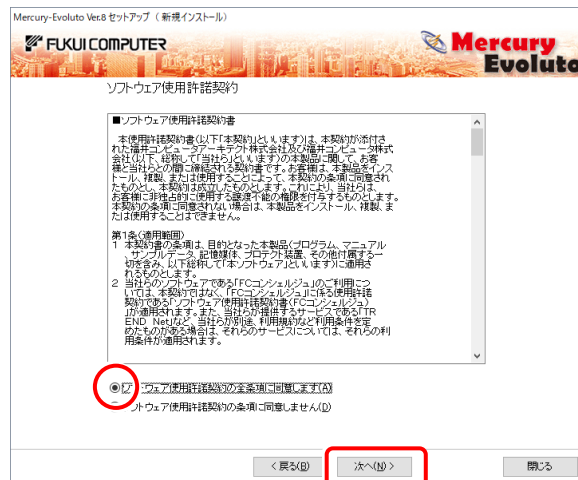 Mercury-Evoluto Ver.8 セットアップ（ 新規インストール）
FUKUI COMPUTER
Mercury
Evoluto
ソフトウェア使用許諾契約
■ソフトウェア使用許諾契約書
本使用許諾契約書(以下「本契約」といいます)は、本契約が添付さ
れた福井コンピュータアーキテクト株式会社及び福井コンピュータ株式
会社(以下、総称して「当社ら」といいます)の本製品に関して、お客
様と当社らとの間に締結される契約書です。お客様は、本製品をインス
トール、複製、または使用することによって、本契約の条項に同意され
たものとし、本契約は成立したものとします。これにより、当社らは、
お客様に非独占的に使用する譲渡不能の権限を付与するものとします。
本契約の条項に同意されない場合は、本製品をインストール、複製、ま
たは使用することはできません。
第1条(適用範囲)
1 本契約書の条項は、目的となった本製品(プログラム、マニュアル
、サンプルデータ、記憶媒体、プロテクト装置、その他付属する一
切を含み、以下総称して「本ソフトウェア」といいます)に適用さ
れるものとします。
2 当社らのソフトウェアである「FCコンシェルジュ」のご利用につ
いては、本契約ではなく、「FCコンシェルジュ」に係る使用許諾
契約である「ソフトウェア使用許諾契約書(FCコンシェルジュ)
」が適用されます。また、当社らが提供するサービスである「TR
END Net」など、当社らが別途、利用規約など利用条件を定
めたものがある場合は、それらのサービスについては、それらの利
用条件が適用されます。
ウェア使用許諾契約の全条項に同意します(A)
フトウェア使用許諾契約の条項に同意しません(D)
< 戻る(B)
次へ(N) >
閉じる